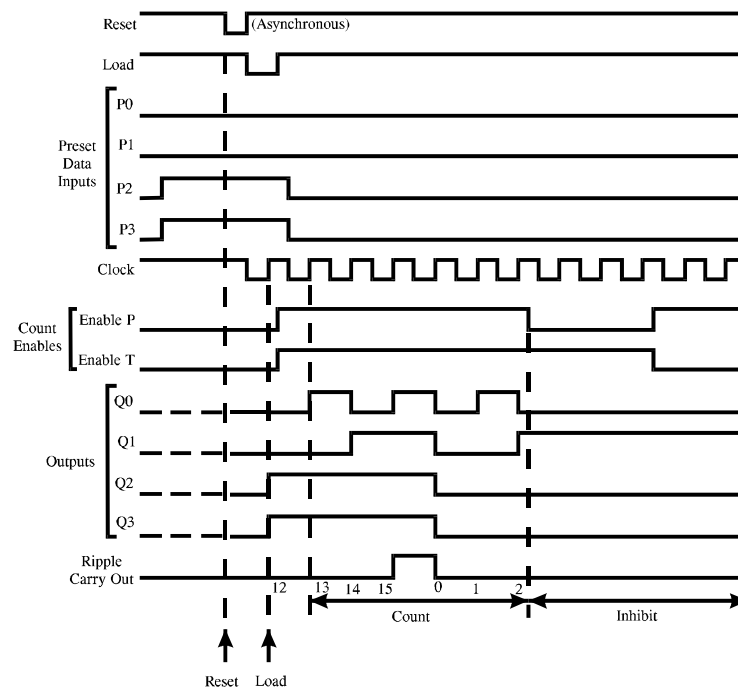 Reset
(Asynchronous)
Load
P0
P1
Preset
Data
Inputs
P2
P3
Clock
Enable P
Count
Enables
Enable T
Q0
Q1
Outputs
Q2
Q3
Ripple
Carry Out
12 13 14 15 0 1 2
Count
Inhibit
Reset Load